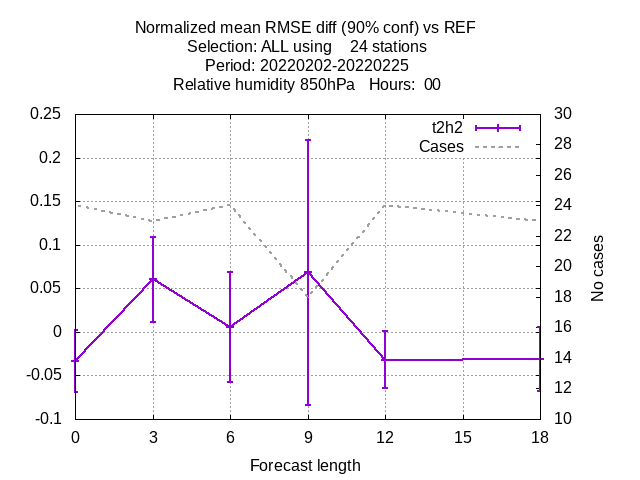 Normalized mean RMSE diff (90% conf) vs REF
Selection: ALL using    24 stations
Period: 20220202-20220225
Relative humidity 850hPa   Hours:  00
t2h2
Cases
0.25
0.2
0.15
0.1
0.05
0
-0.05
-0.1
30
28
26
24
22
20
18
16
14
12
10
No cases
0 3 6 9 12 15 18
Forecast length